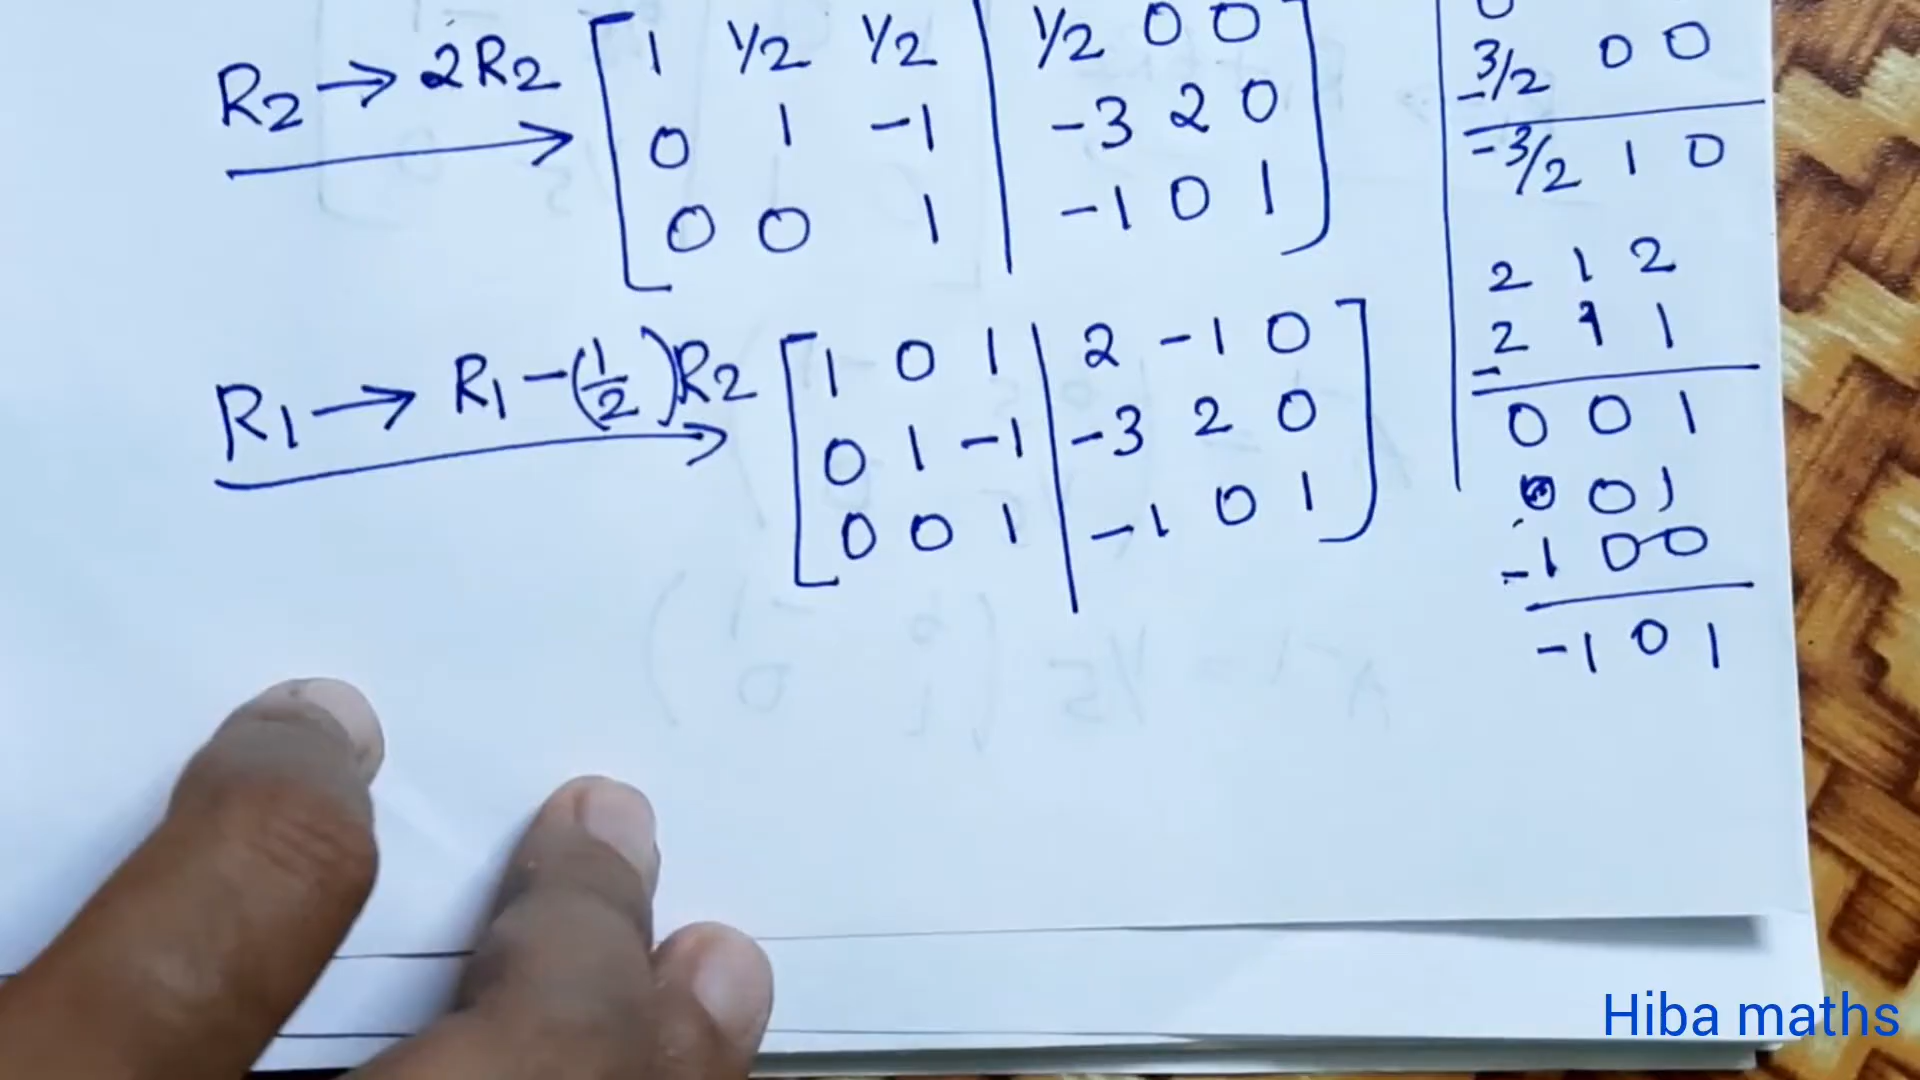 R2 → 2R2 [ 1 1/2 1/2 | 1/2 0 0
0 1 -1 | -3 2 0
0 0 1 | -1 0 1 ]
R1 → R1 - (1/2)R2 [ 1 0 1 | 2 -1 0
0 1 -1 | -3 2 0
0 0 1 | -1 0 1 ]
3/2 0 0
-3/2 1 0
2 1 2
2 1 1
0 0 1
0 0 1
-1 0 0
-1 0 1
Hiba maths